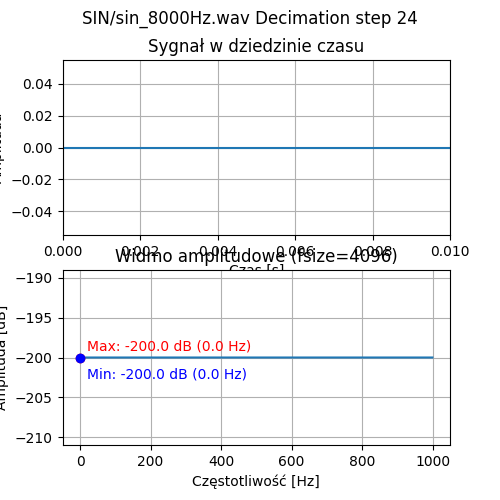 SIN/sin_8000Hz.wav Decimation step 24
Sygnał w dziedzinie czasu
0.04
0.02
0.00
−0.02
−0.04
0.000 0.002 0.004 0.006 0.008 0.010
Czas [s]
Widmo amplitudowe (fsize=4096)
Amplituda [dB]
−190
−195
−200
−205
−210
Max: -200.0 dB (0.0 Hz)
Min: -200.0 dB (0.0 Hz)
0 200 400 600 800 1000
Częstotliwość [Hz]